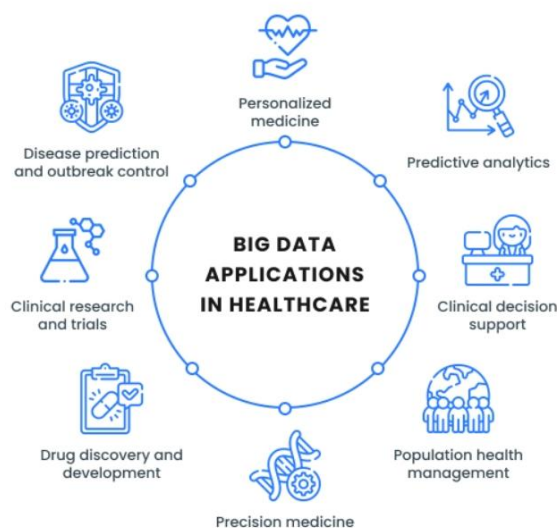 Personalized
medicine
Predictive analytics
Disease prediction
and outbreak control
BIG DATA
APPLICATIONS
IN HEALTHCARE
Clinical research
and trials
Clinical decision
support
Drug discovery and
development
Population health
management
Precision medicine